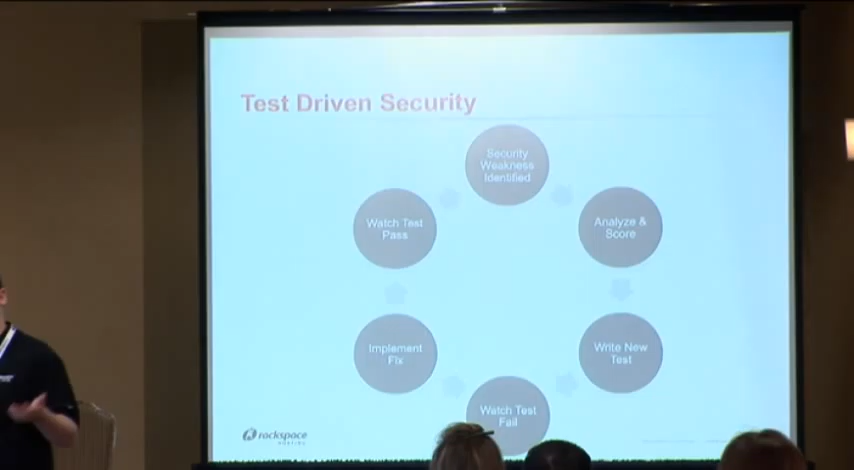 Test Driven Security
Security
Weakness
Identified
Analyze &
Score
Write New
Test
Watch Test
Fail
Implement
Fix
Watch Test
Pass
rackspace
HOSTING